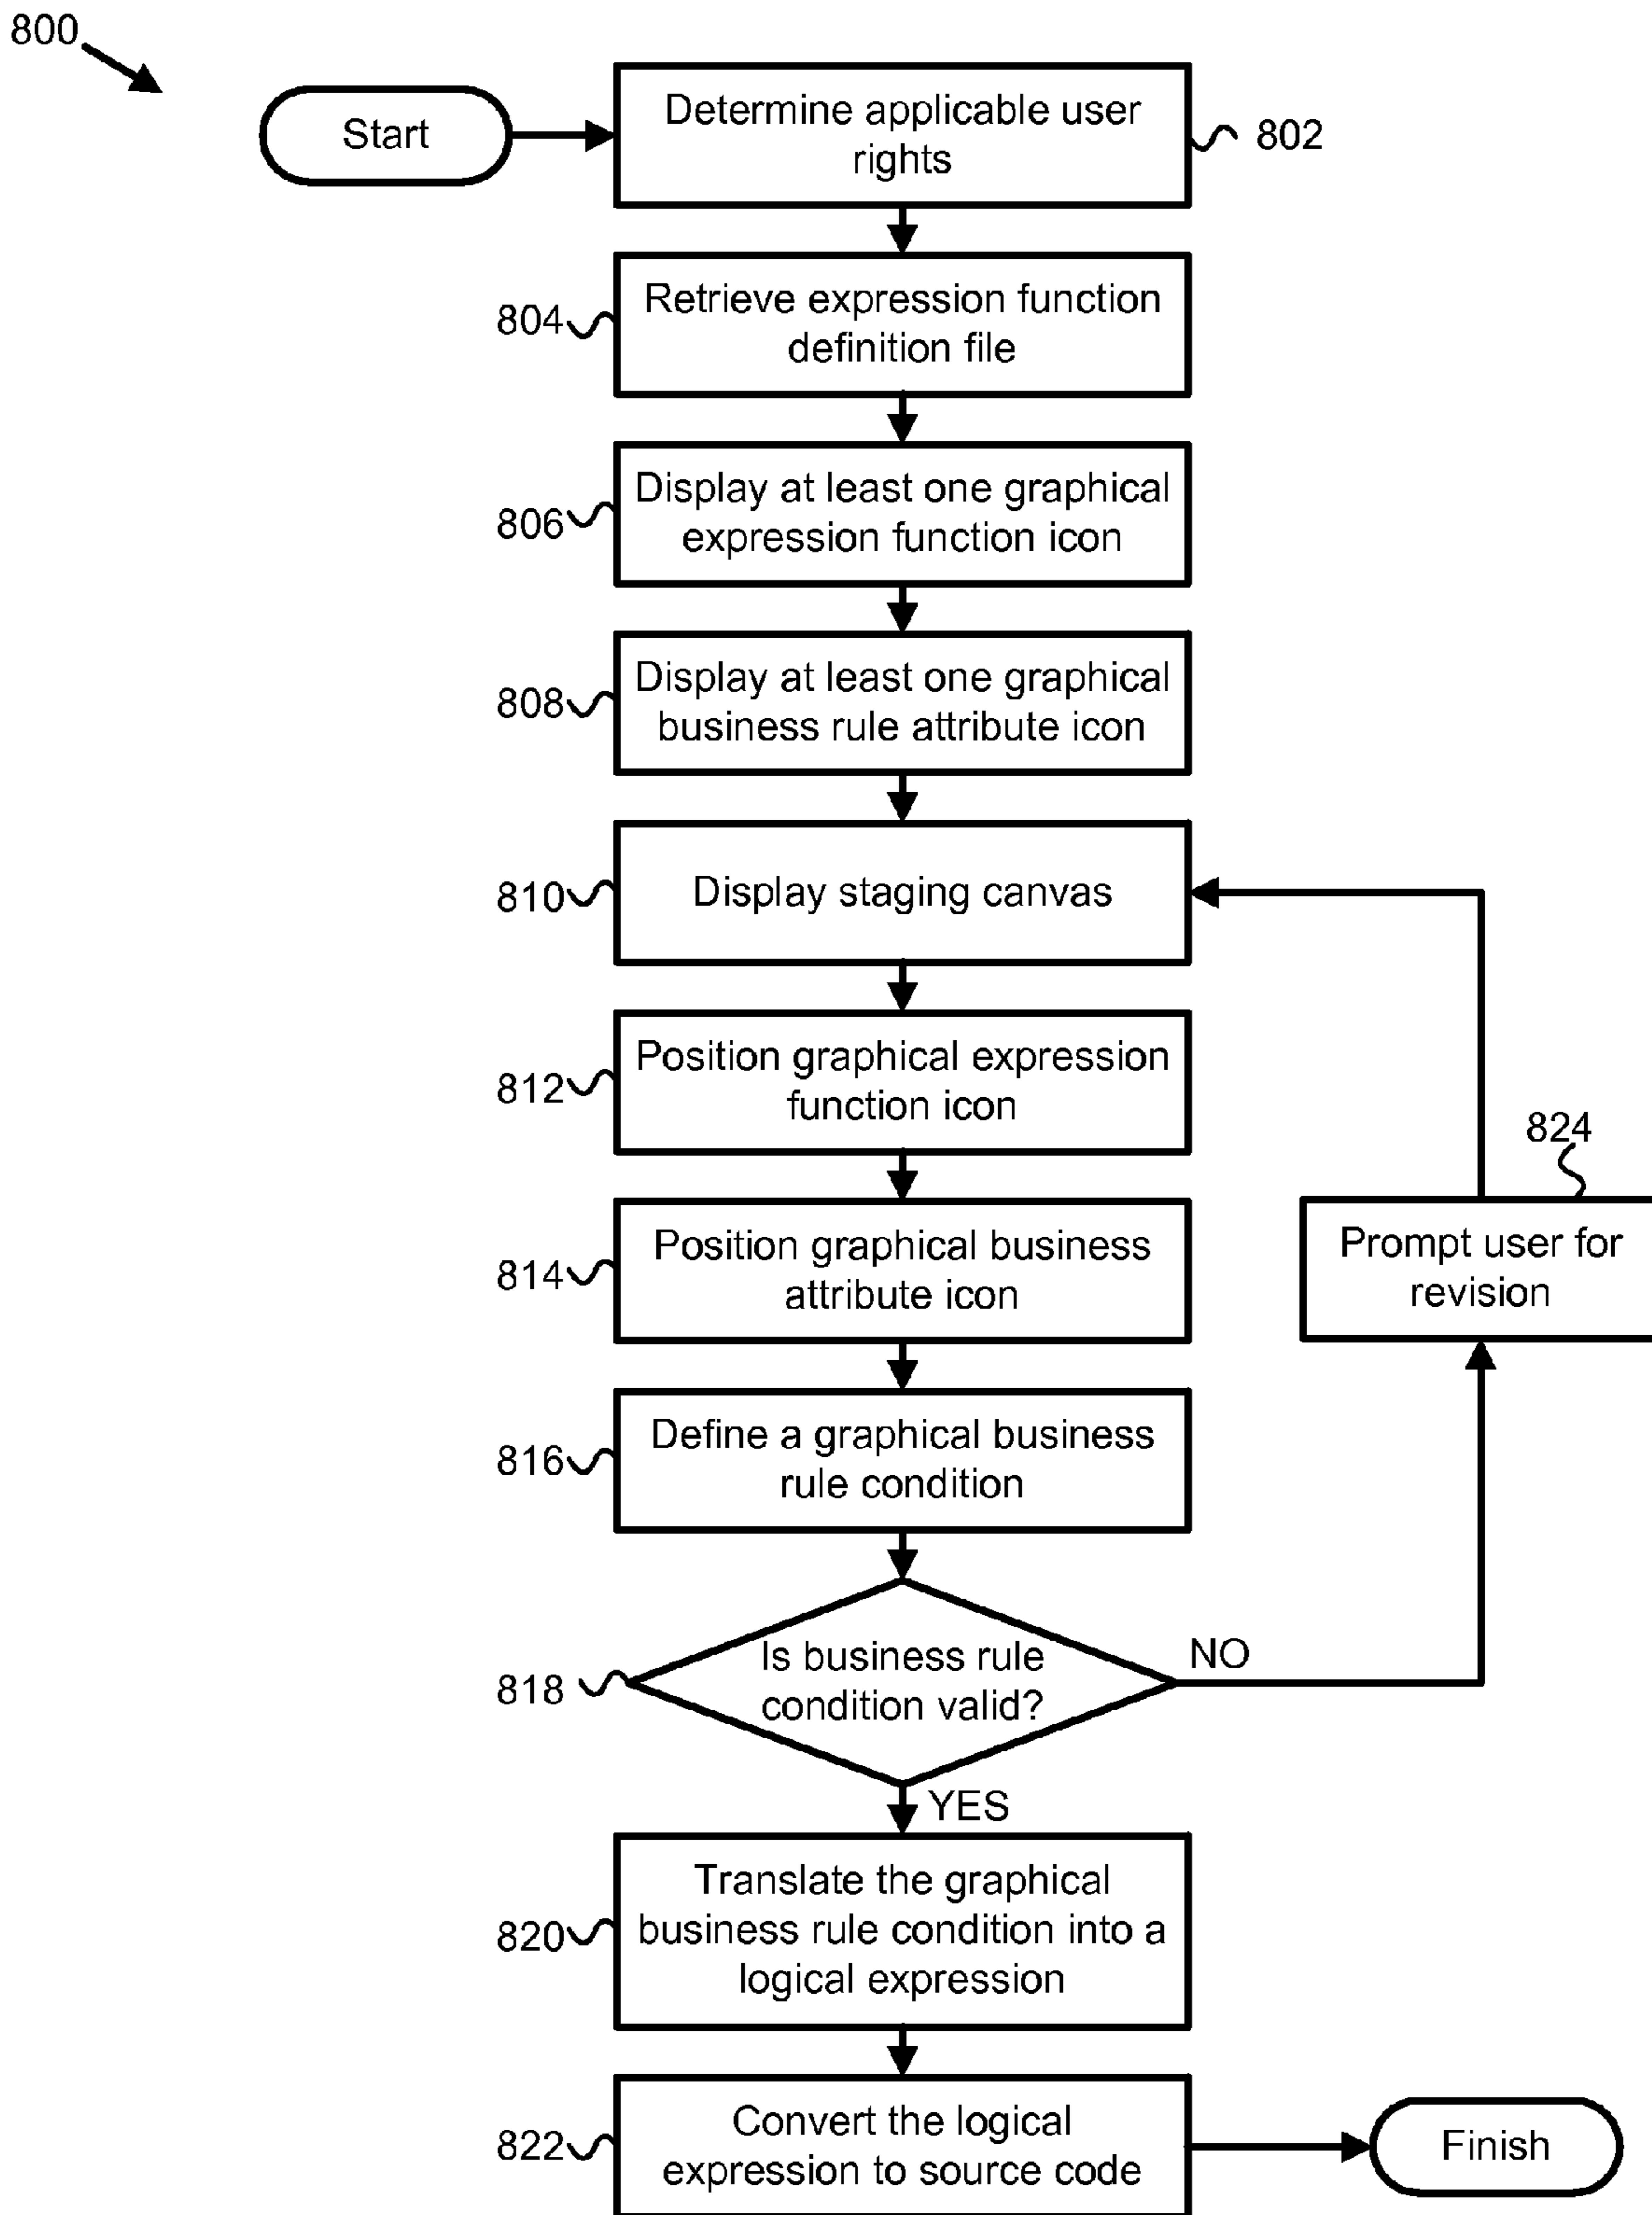 800
Start
Determine applicable user
rights
802
804
Retrieve expression function
definition file
806
Display at least one graphical
expression function icon
808
Display at least one graphical
business rule attribute icon
810
Display staging canvas
812
Position graphical expression
function icon
824
814
Position graphical business
attribute icon
Prompt user for
revision
816
Define a graphical business
rule condition
818
Is business rule
condition valid?
NO
YES
820
Translate the graphical
business rule condition into a
logical expression
822
Convert the logical
expression to source code
Finish